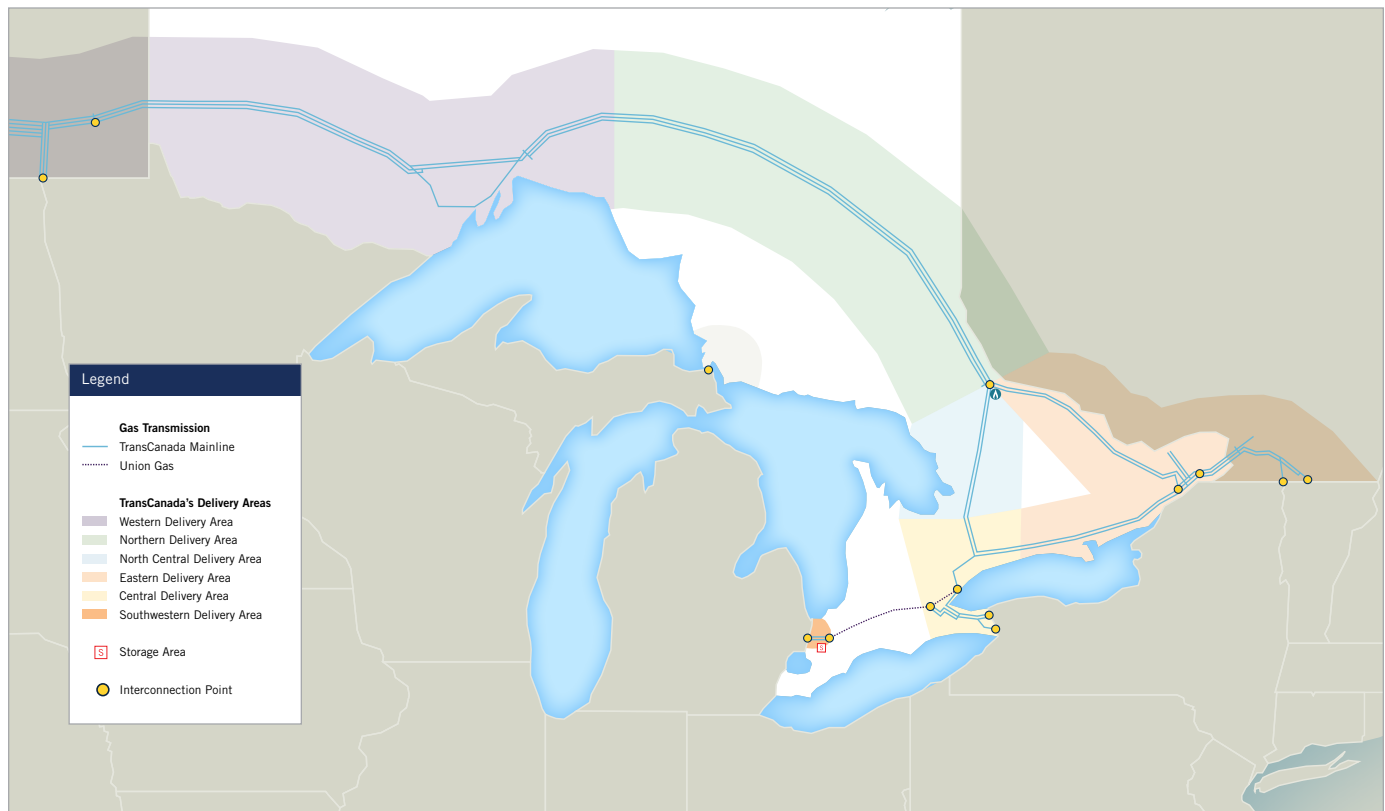 Legend
Gas Transmission
TransCanada Mainline
Union Gas
TransCanada's Delivery Areas
Western Delivery Area
Northern Delivery Area
North Central Delivery Area
Eastern Delivery Area
Central Delivery Area
Southwestern Delivery Area
S Storage Area
Interconnection Point
S